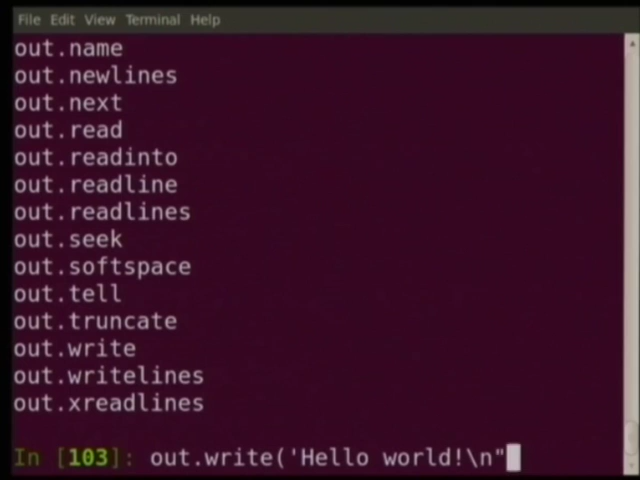 File Edit View Terminal Help
out.name
out.newlines
out.next
out.read
out.readinto
out.readline
out.readlines
out.seek
out.softspace
out.tell
out.truncate
out.write
out.writelines
out.xreadlines
In [103]: out.write('Hello world!\n"